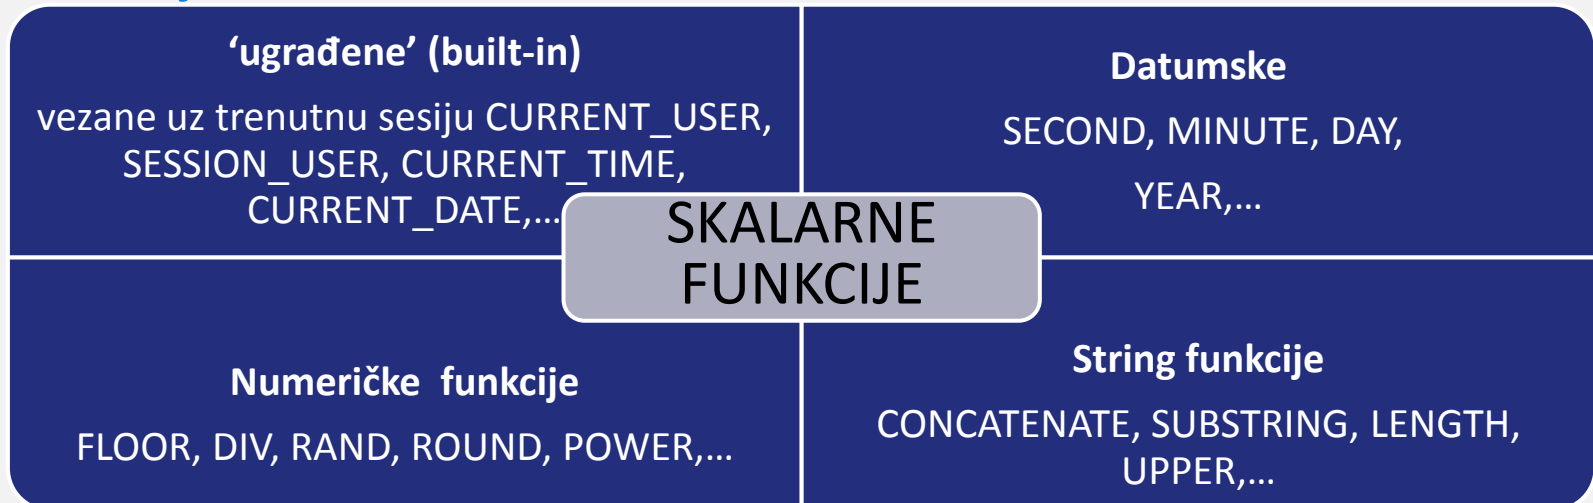 ‘ugrađene’ (built-in)
vezane uz trenutnu sesiju CURRENT_USER,
SESSION_USER, CURRENT_TIME,
CURRENT_DATE,…
Datumske
SECOND, MINUTE, DAY,
YEAR,…
SKALARNE
FUNKCIJE
Numeričke  funkcije
FLOOR, DIV, RAND, ROUND, POWER,…
String funkcije
CONCATENATE, SUBSTRING, LENGTH,
UPPER,…